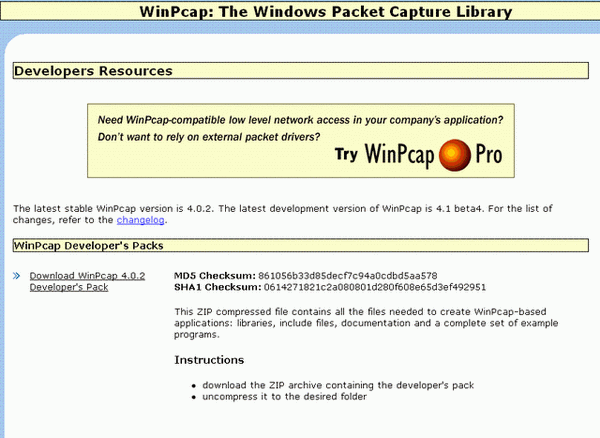 WinPcap: The Windows Packet Capture Library
Developers Resources
Need WinPcap-compatible low level network access in your company's application?
Don't want to rely on external packet drivers?
Try WinPcap Pro
The latest stable WinPcap version is 4.0.2. The latest development version of WinPcap is 4.1 beta4. For the list of
changes, refer to the changelog.
WinPcap Developer's Packs
» Download WinPcap 4.0.2
Developer's Pack
MD5 Checksum: 861056b33d85decf7c94a0cdbd5aa578
SHA1 Checksum: 0614271821c2a080801d280f608e65d3ef492951
This ZIP compressed file contains all the files needed to create WinPcap-based
applications: libraries, include files, documentation and a complete set of example
programs.
Instructions
• download the ZIP archive containing the developer's pack
• uncompress it to the desired folder